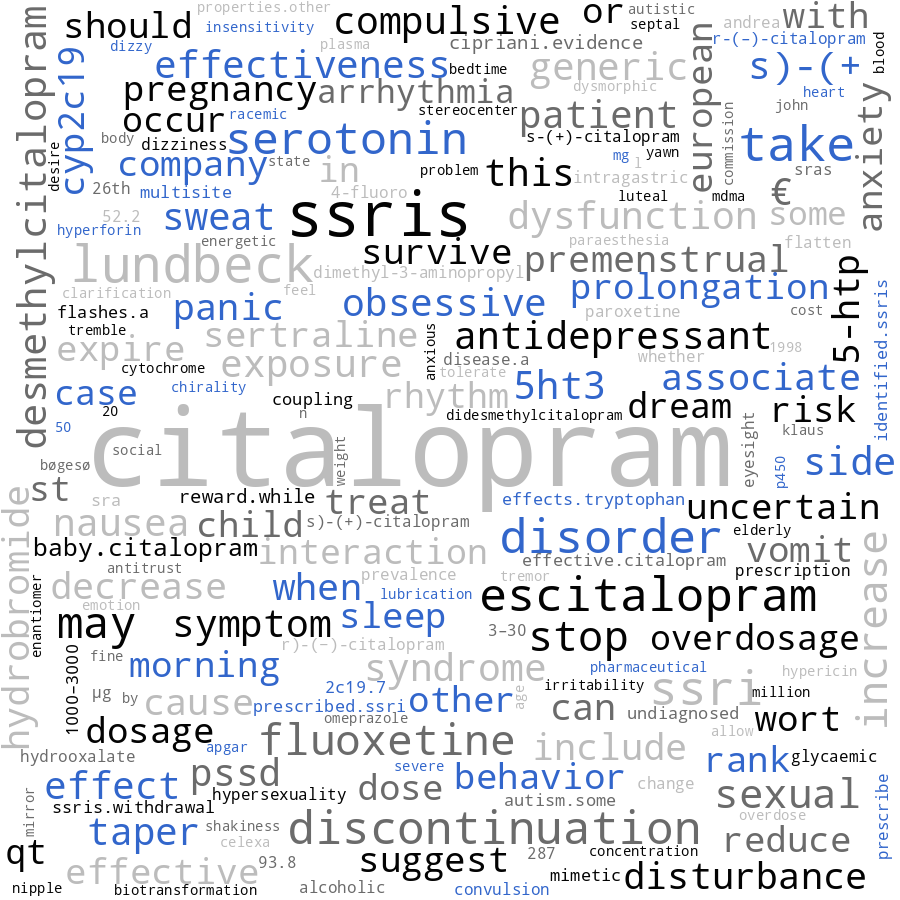 properties.other
autistic
should
compulsive
or
with
insensitivity
septal
andrea
dizzy
plasma
cipriani.evidence
r-(−)-citalopram
blood
desmethylcitalopram
cyp2c19
effectiveness
bedtime
generic
european
s)-(+
pregnancy
arrhythmia
dysmorphic
heart
occur
racemic
stereocenter
patient
commission
john
anxiety
body
dizziness
serotonin
s-(+)-citalopram
take
desire
company
state
in
problem
this
mg
l
yawn
sras
26th
multisite
4-fluoro
intragastric
luteal
mdma
€
52.2
sweat
ssris
dysfunction
some
hyperforin
energetic
survive
paraesthesia
flatten
lundbeck
dimethyl-3-aminopropyl
premenstrual
5-htp
clarification
feel
panic
obsessive
prolongation
identified.ssris
flashes.a
paroxetine
cost
tremble
sertraline
anxious
antidepressant
expire
exposure
disease.a
whether
1998
cytochrome
tolerate
case
chirality
rhythm
5ht3
associate
coupling
20
n
didesmethylcitalopram
dream
risk
50
citalopram
eyesight
klaus
social
weight
bøgesø
p450
side
st
sra
reward.while
treat
effects.tryptophan
uncertain
hydrobromide
nausea
child
s)-(+)-citalopram
disorder
elderly
baby.citalopram
interaction
effective.citalopram
vomit
increase
antitrust
prevalence
tremor
prescription
enantiomer
decrease
when
lubrication
escitalopram
emotion
may
symptom
sleep
3–30
stop
overdosage
r)-(−)-citalopram
1000–3000
fine
morning
syndrome
pharmaceutical
hypericin
µg
by
cause
2c19.7
other
age
irritability
ssri
million
prescribed.ssri
can
undiagnosed
wort
dosage
omeprazole
allow
apgar
fluoxetine
include
rank
glycaemic
hydrooxalate
pssd
severe
effect
hypersexuality
dose
behavior
change
sexual
prescribe
mirror
ssris.withdrawal
autism.some
taper
shakiness
discontinuation
overdose
celexa
reduce
qt
93.8
suggest
287
concentration
effective
mimetic
disturbance
nipple
biotransformation
alcoholic
convulsion